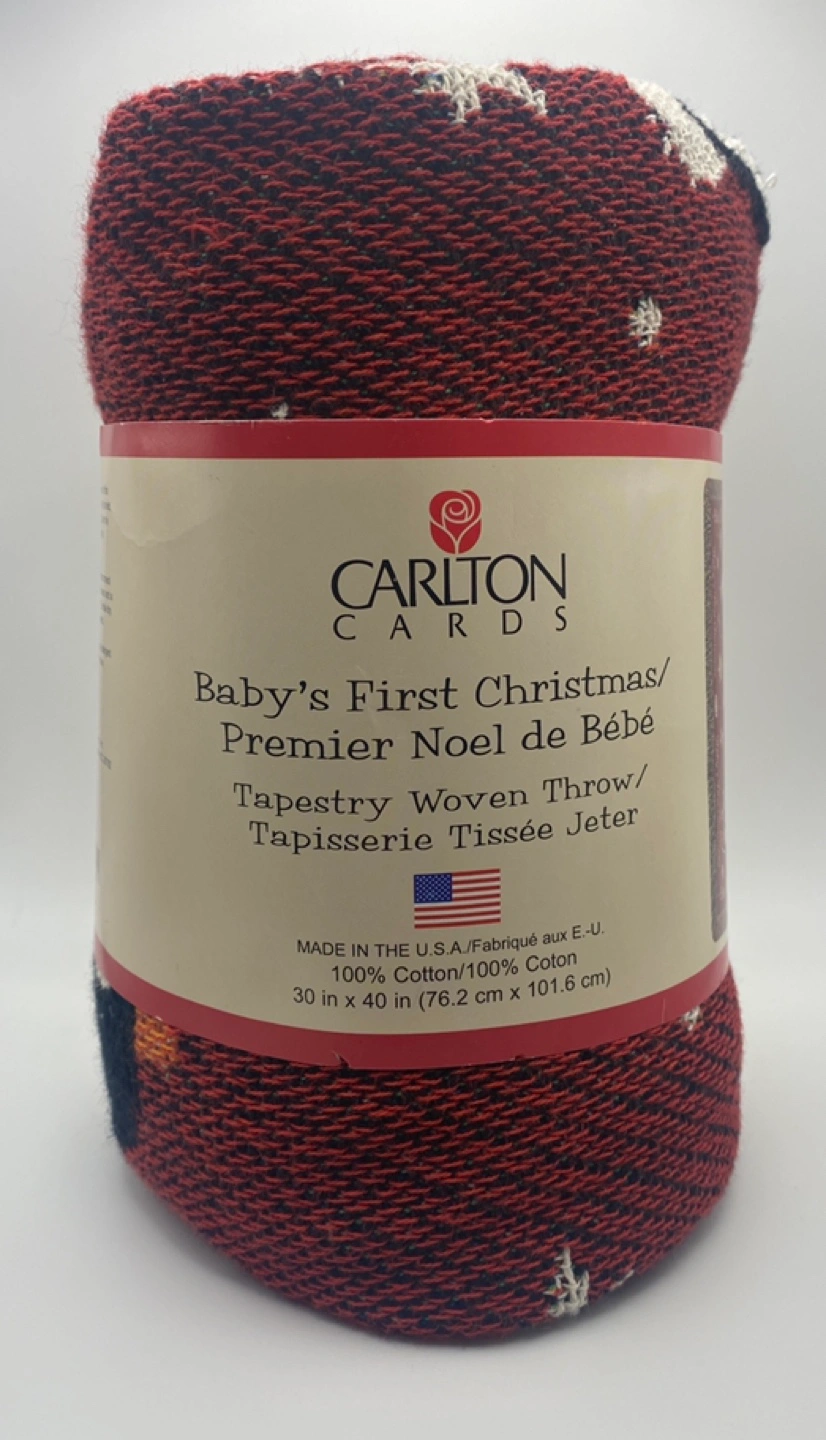 CARLTON
CARDS
Baby's First Christmas/
Premier Noel de Bébé
Tapestry Woven Throw/
Tapisserie Tissée Jeter
MADE IN THE U.S.A./Fabriqué aux E.-U.
100% Cotton/100% Coton
30 in x 40 in (76.2 cm x 101.6 cm)